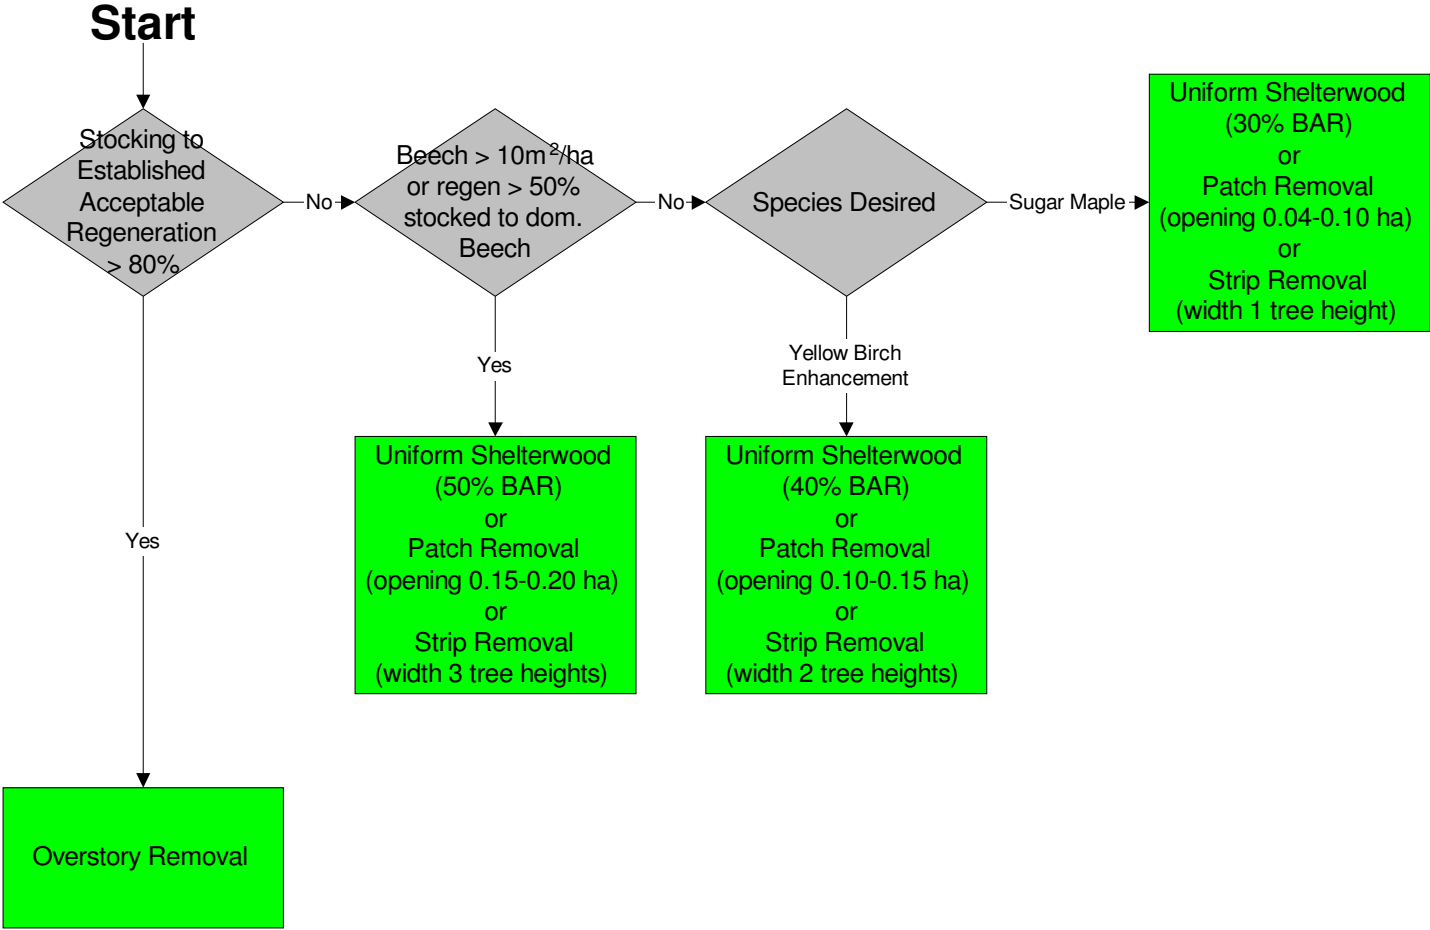 Start
Stocking to
Established
Acceptable
Regeneration
> 80%
No
Beech > 10m²/ha
or regen > 50%
stocked to dom.
Beech
No
Species Desired
Sugar Maple
Uniform Shelterwood
(30% BAR)
or
Patch Removal
(opening 0.04-0.10 ha)
or
Strip Removal
(width 1 tree height)
Yes
Yellow Birch
Enhancement
Uniform Shelterwood
(50% BAR)
or
Patch Removal
(opening 0.15-0.20 ha)
or
Strip Removal
(width 3 tree heights)
Uniform Shelterwood
(40% BAR)
or
Patch Removal
(opening 0.10-0.15 ha)
or
Strip Removal
(width 2 tree heights)
Yes
Overstory Removal